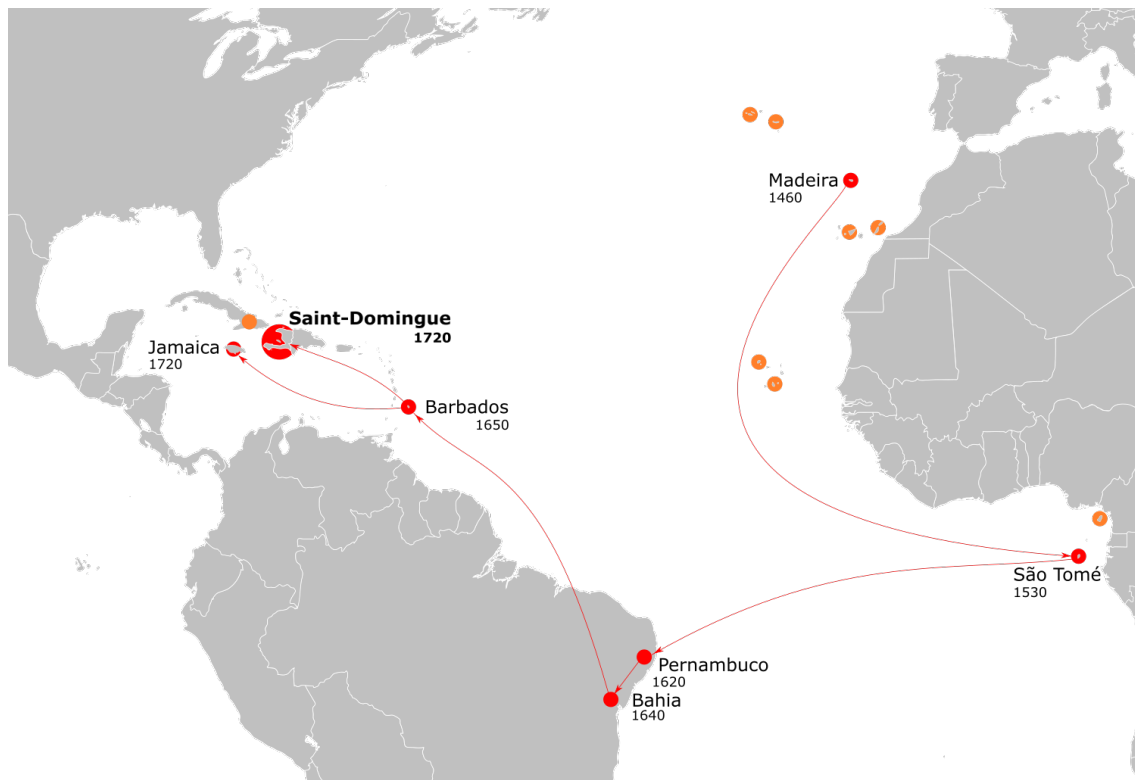 Madeira
1460
Saint-Domingue
1720
Jamaica
1720
Barbados
1650
São Tomé
1530
Pernambuco
1620
Bahia
1640